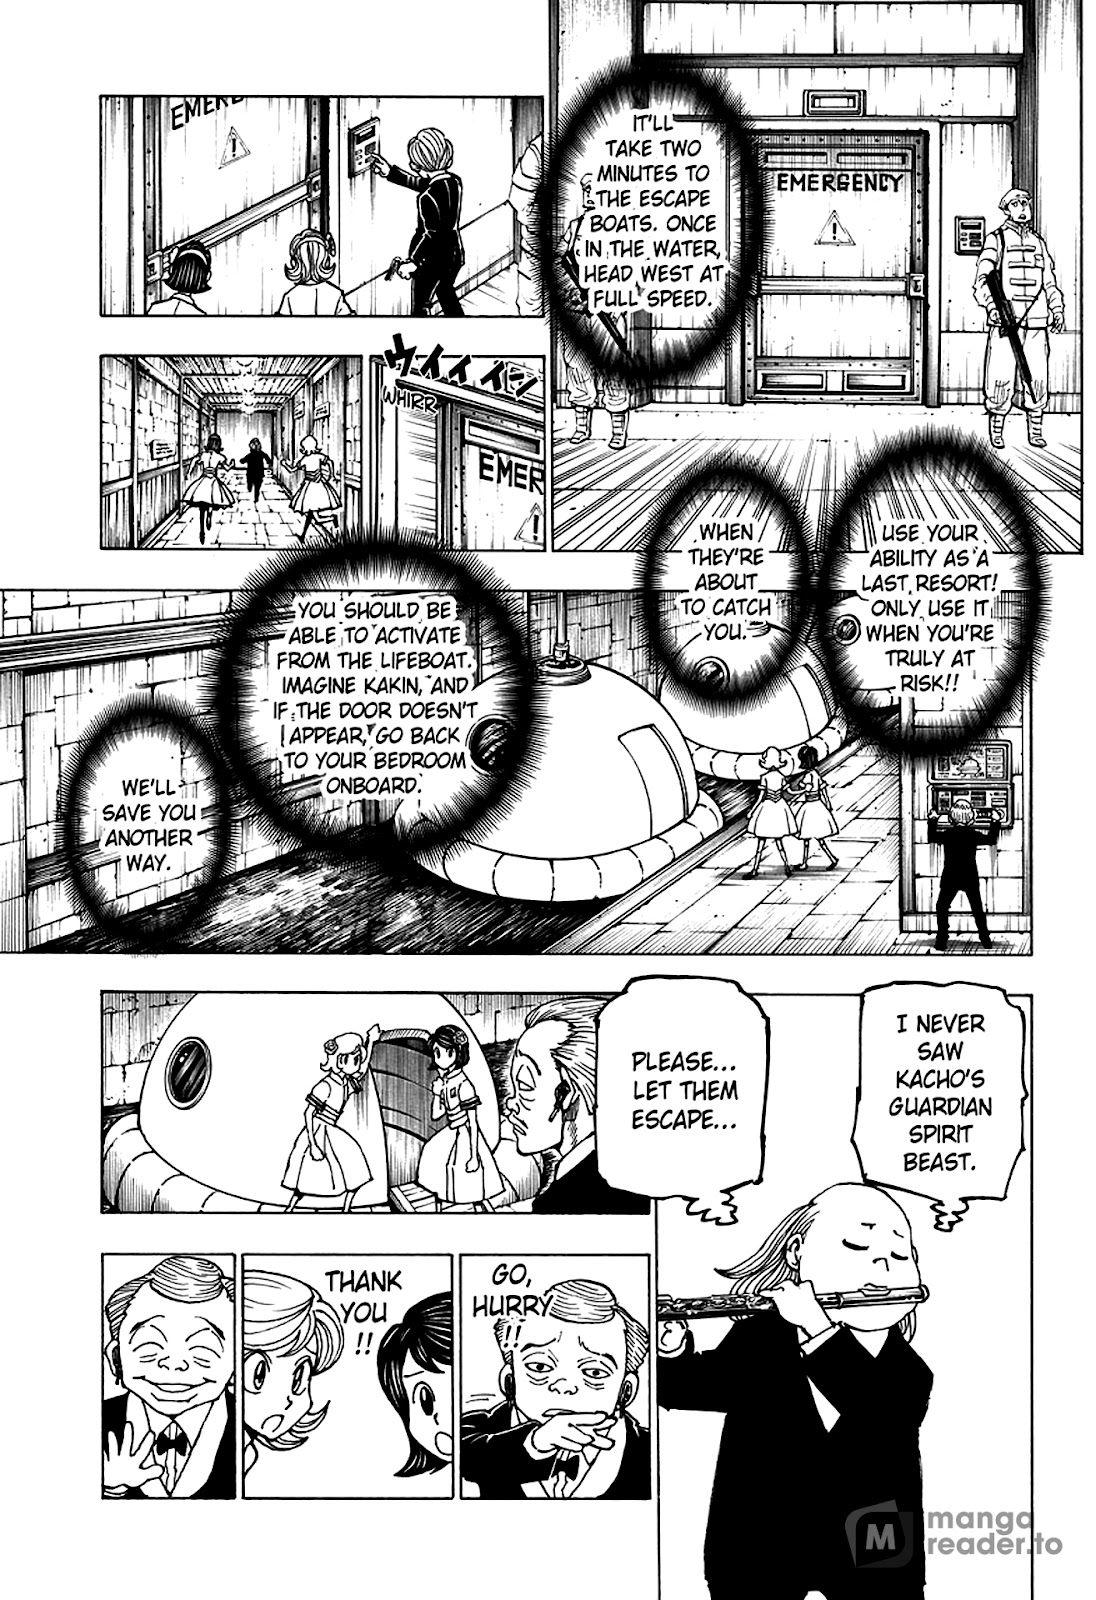 IT'LL
TAKE TWO
MINUTES TO
THE ESCAPE
BOATS. ONCE
IN THE WATER,
HEAD WEST AT
FULL SPEED.
EMERGENCY
EMERGE
ウイイイン
WHIRR
EMER
USE YOUR
ABILITY AS A
LAST RESORT!
ONLY USE IT
WHEN YOU'RE
TRULY AT
RISK!!
WHEN
THEY'RE
ABOUT
TO CATCH
YOU.
YOU SHOULD BE
ABLE TO ACTIVATE
FROM THE LIFEBOAT.
IMAGINE KAKIN, AND
IF THE DOOR DOESN'T
APPEAR, GO BACK
TO YOUR BEDROOM
ONBOARD.
WE'LL
SAVE YOU
ANOTHER
WAY.
I NEVER
SAW
KACHO'S
GUARDIAN
SPIRIT
BEAST.
PLEASE...
LET THEM
ESCAPE...
GO,
HURRY
!!
THANK
YOU
!!
M manga
reader.to